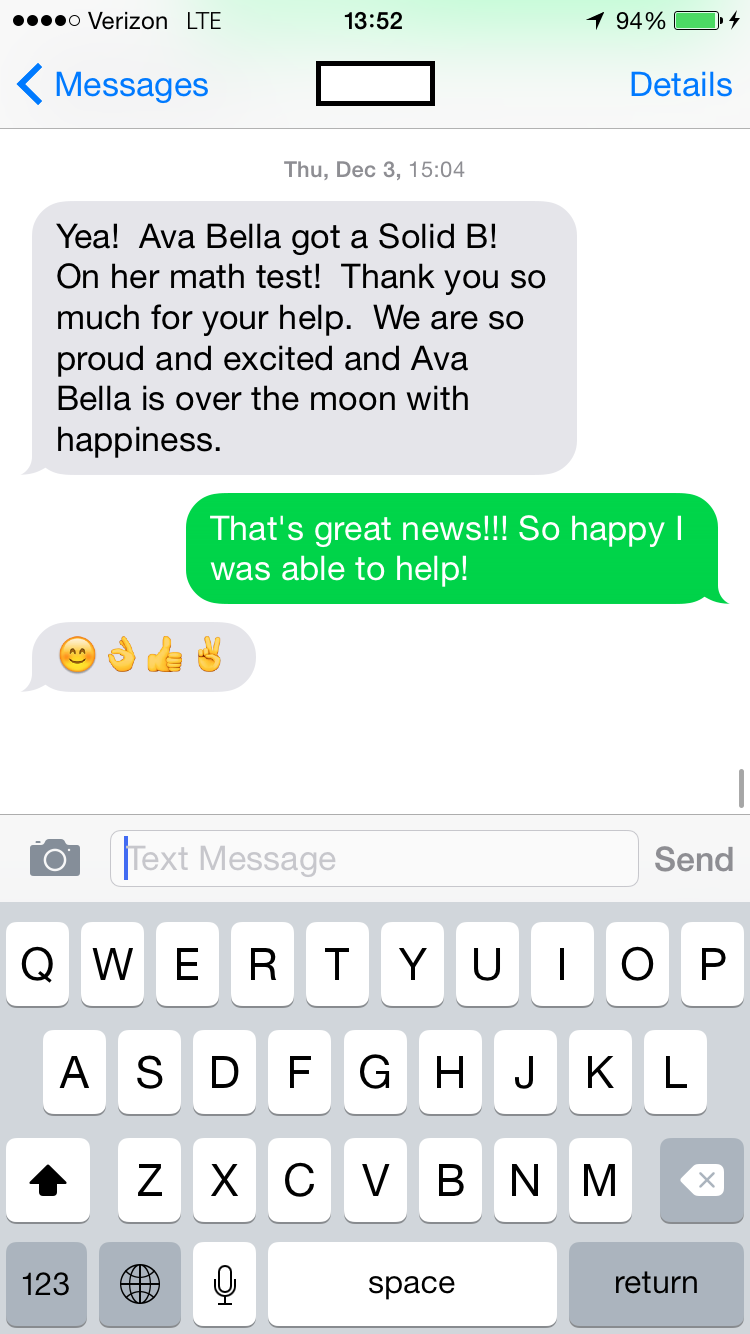 Verizon LTE 13:52 94%
Messages Details
Thu, Dec 3, 15:04
Yea!  Ava Bella got a Solid B!
On her math test!  Thank you so
much for your help.  We are so
proud and excited and Ava
Bella is over the moon with
happiness.
That's great news!!! So happy I
was able to help!
😊👌👍✌️
Text Message Send
Q W E R T Y U I O P
A S D F G H J K L
Z X C V B N M
123 space return